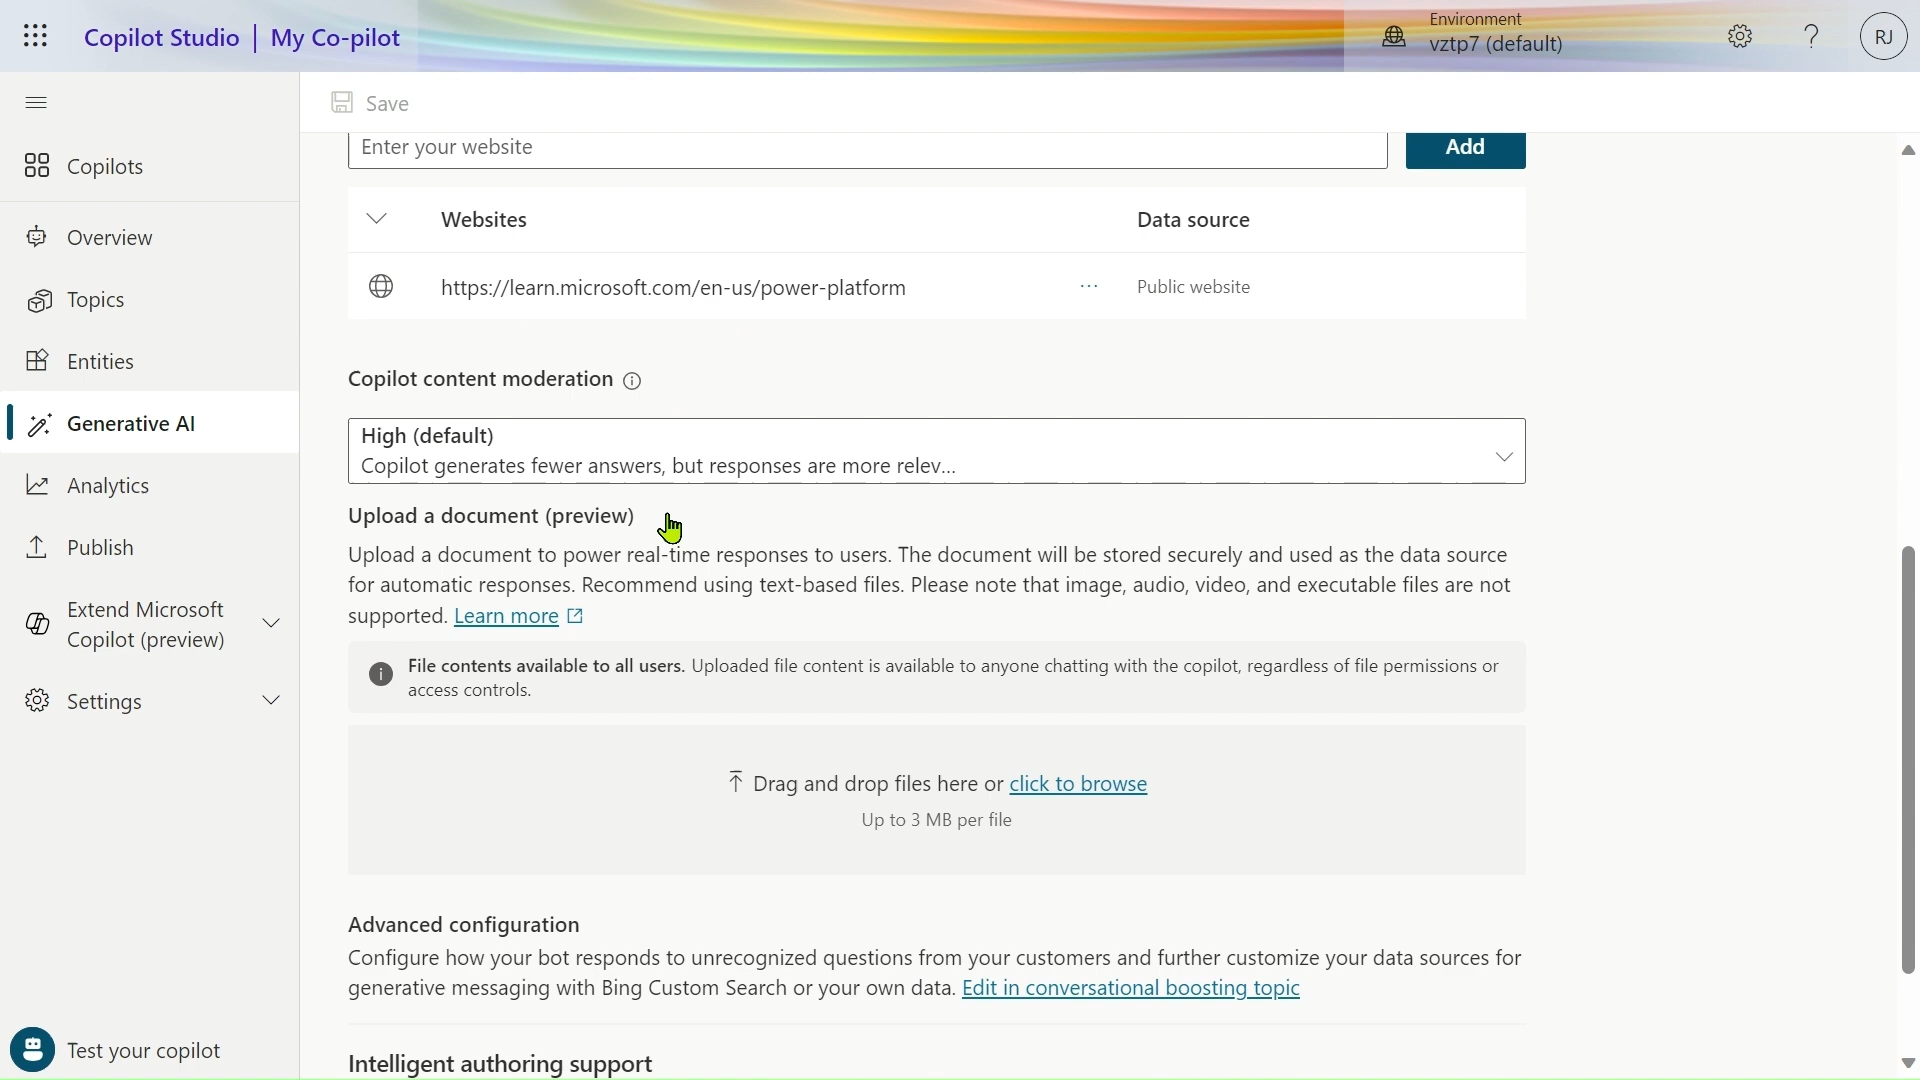 Copilot Studio | My Co-pilot
Environment
vztp7 (default)
RJ
Save
Copilots
Overview
Topics
Entities
Generative AI
Analytics
Publish
Extend Microsoft
Copilot (preview)
Settings
Test your copilot
Enter your website
Add
Websites
Data source
https://learn.microsoft.com/en-us/power-platform
...
Public website
Copilot content moderation
High (default)
Copilot generates fewer answers, but responses are more relev...
Upload a document (preview)
Upload a document to power real-time responses to users. The document will be stored securely and used as the data source
for automatic responses. Recommend using text-based files. Please note that image, audio, video, and executable files are not
supported. Learn more
File contents available to all users. Uploaded file content is available to anyone chatting with the copilot, regardless of file permissions or
access controls.
Drag and drop files here or click to browse
Up to 3 MB per file
Advanced configuration
Configure how your bot responds to unrecognized questions from your customers and further customize your data sources for
generative messaging with Bing Custom Search or your own data. Edit in conversational boosting topic
Intelligent authoring support